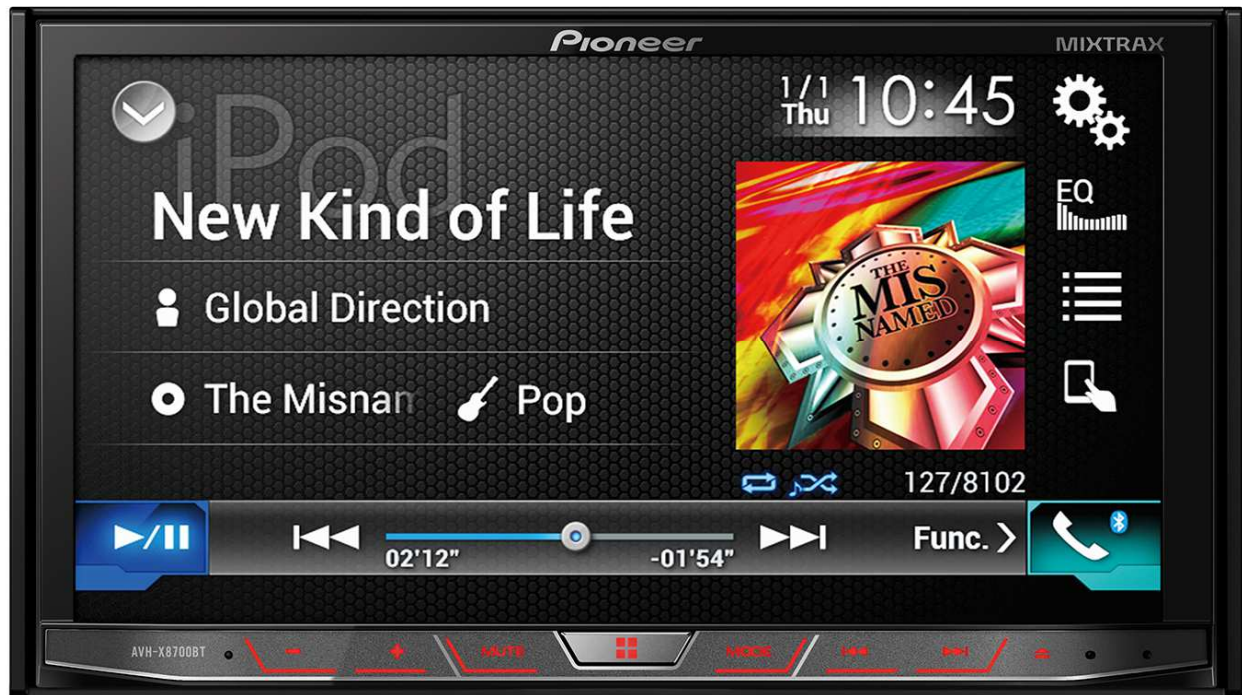 Pioneer
MIXTRAX
iPod
1/1
Thu
10:45
New Kind of Life
EQ
Global Direction
THE
MIS
NAMED
The Misnan
Pop
127/8102
02'12"
-01'54"
Func.
AVH-X8700BT
MUTE
MODE